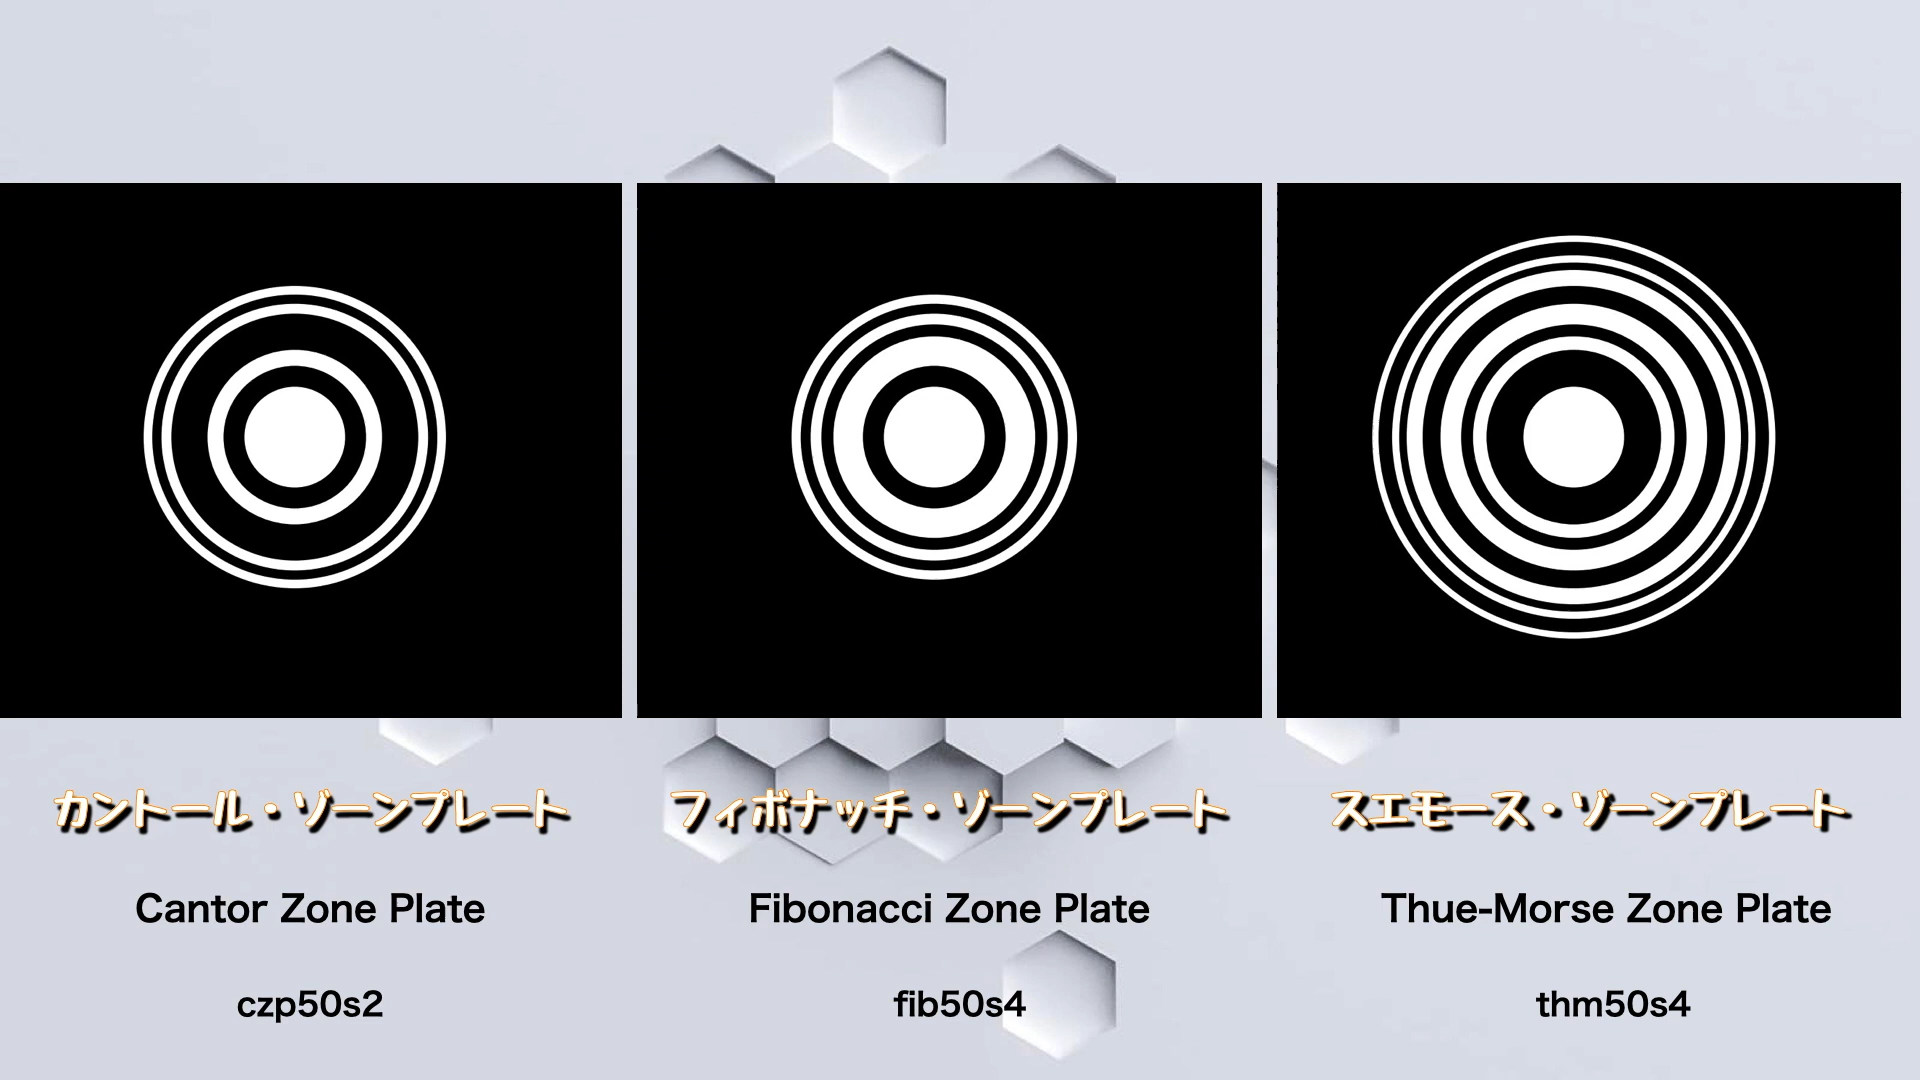 カントール・ゾーンプレート
フィボナッチ・ゾーンプレート
スエモース・ゾーンプレート
Cantor Zone Plate
Fibonacci Zone Plate
Thue-Morse Zone Plate
czp50s2
fib50s4
thm50s4